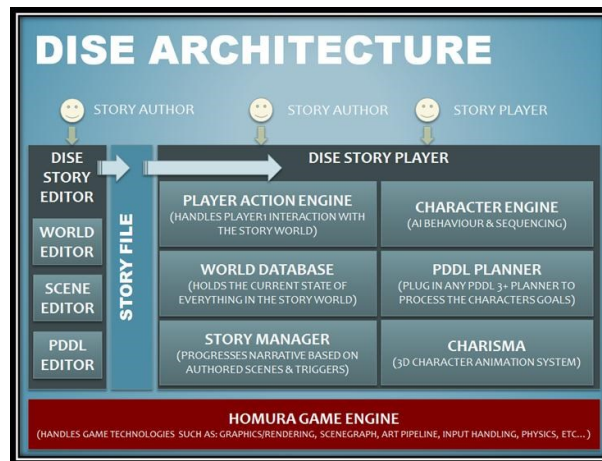 DISE ARCHITECTURE
STORY AUTHOR
STORY AUTHOR
STORY PLAYER
DISE
STORY
EDITOR
WORLD
EDITOR
SCENE
EDITOR
PDDL
EDITOR
STORY FILE
DISE STORY PLAYER
PLAYER ACTION ENGINE
(HANDLES PLAYER1 INTERACTION WITH
THE STORY WORLD)
CHARACTER ENGINE
(AI BEHAVIOUR & SEQUENCING)
WORLD DATABASE
(HOLDS THE CURRENT STATE OF
EVERYTHING IN THE STORY WORLD)
PDDL PLANNER
(PLUG IN ANY PDDL 3+ PLANNER TO
PROCESS THE CHARACTERS GOALS)
STORY MANAGER
(PROGRESSES NARRATIVE BASED ON
AUTHORED SCENES & TRIGGERS)
CHARISMA
(3D CHARACTER ANIMATION SYSTEM)
HOMURA GAME ENGINE
(HANDLES GAME TECHNOLOGIES SUCH AS: GRAPHICS/RENDERING, SCENEGRAPH, ART PIPELINE, INPUT HANDLING, PHYSICS, ETC...)